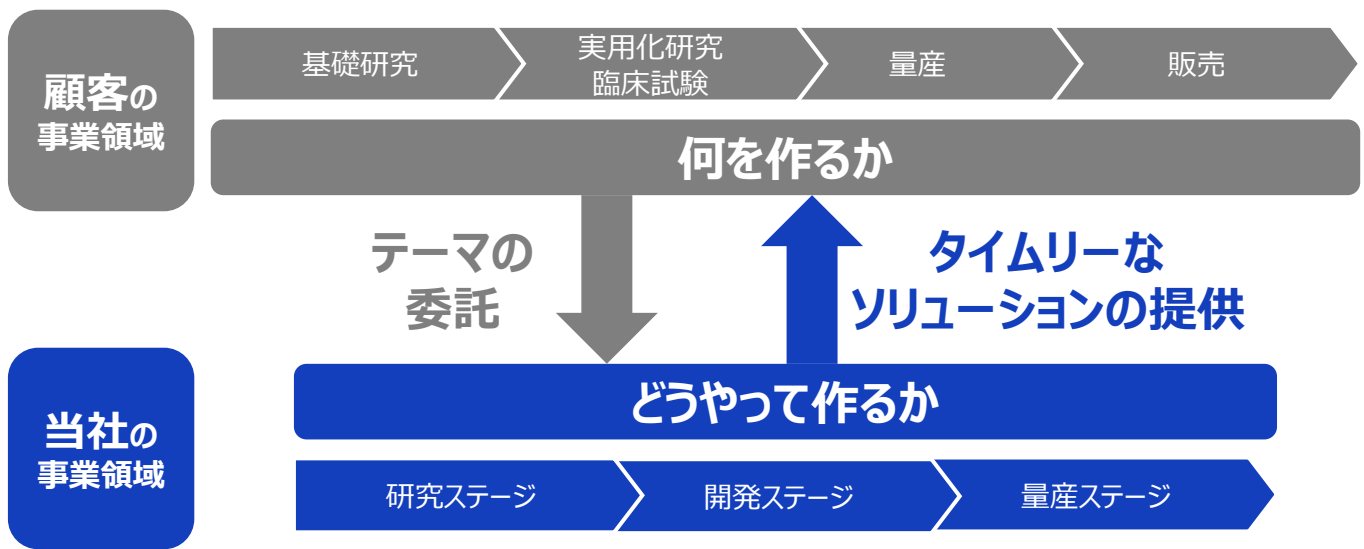 顧客の
事業領域
基礎研究
実用化研究
臨床試験
量産
販売
何を作るか
テーマの
委託
タイムリーな
ソリューションの提供
当社の
事業領域
どうやって作るか
研究ステージ
開発ステージ
量産ステージ